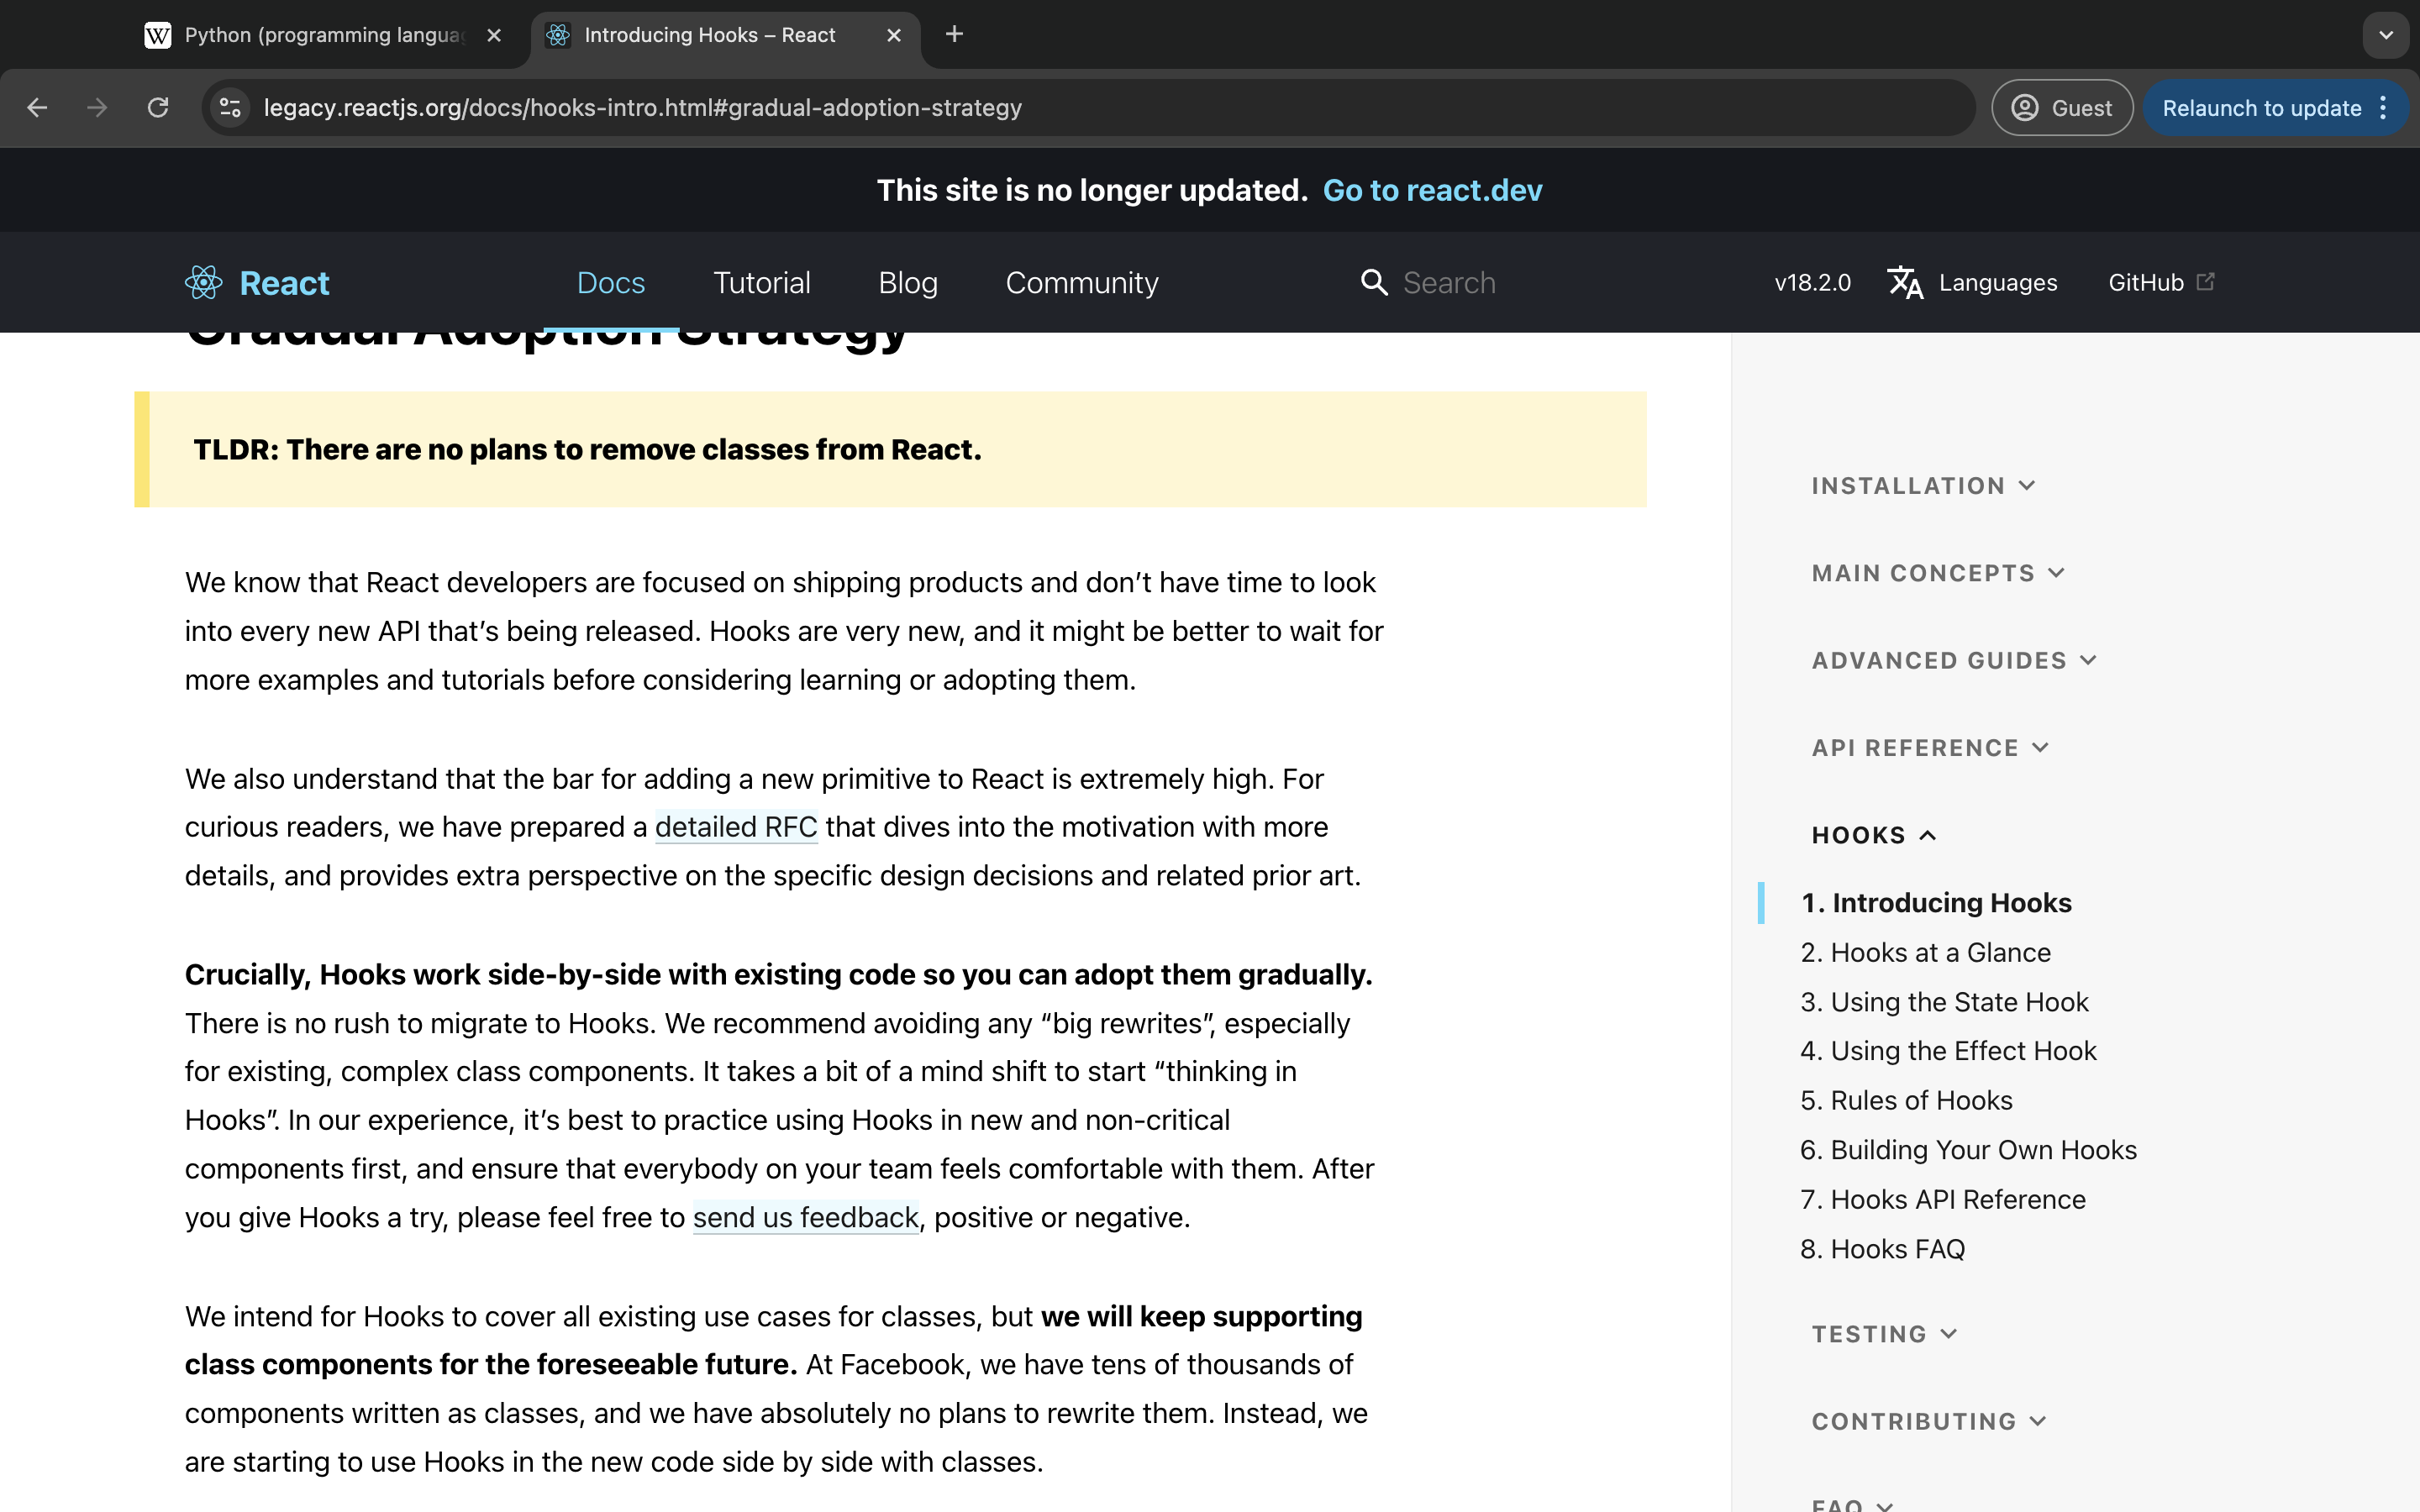 Python (programming langua
Introducing Hooks – React
legacy.reactjs.org/docs/hooks-intro.html#gradual-adoption-strategy
Guest
Relaunch to update
This site is no longer updated. Go to react.dev
React
Docs
Tutorial
Blog
Community
Search
v18.2.0
Languages
GitHub
Gradual Adoption Strategy
TLDR: There are no plans to remove classes from React.
We know that React developers are focused on shipping products and don’t have time to look
into every new API that’s being released. Hooks are very new, and it might be better to wait for
more examples and tutorials before considering learning or adopting them.
We also understand that the bar for adding a new primitive to React is extremely high. For
curious readers, we have prepared a detailed RFC that dives into the motivation with more
details, and provides extra perspective on the specific design decisions and related prior art.
Crucially, Hooks work side-by-side with existing code so you can adopt them gradually.
There is no rush to migrate to Hooks. We recommend avoiding any “big rewrites”, especially
for existing, complex class components. It takes a bit of a mind shift to start “thinking in
Hooks”. In our experience, it’s best to practice using Hooks in new and non-critical
components first, and ensure that everybody on your team feels comfortable with them. After
you give Hooks a try, please feel free to send us feedback, positive or negative.
We intend for Hooks to cover all existing use cases for classes, but we will keep supporting
class components for the foreseeable future. At Facebook, we have tens of thousands of
components written as classes, and we have absolutely no plans to rewrite them. Instead, we
are starting to use Hooks in the new code side by side with classes.
INSTALLATION
MAIN CONCEPTS
ADVANCED GUIDES
API REFERENCE
HOOKS
1. Introducing Hooks
2. Hooks at a Glance
3. Using the State Hook
4. Using the Effect Hook
5. Rules of Hooks
6. Building Your Own Hooks
7. Hooks API Reference
8. Hooks FAQ
TESTING
CONTRIBUTING
FAQ